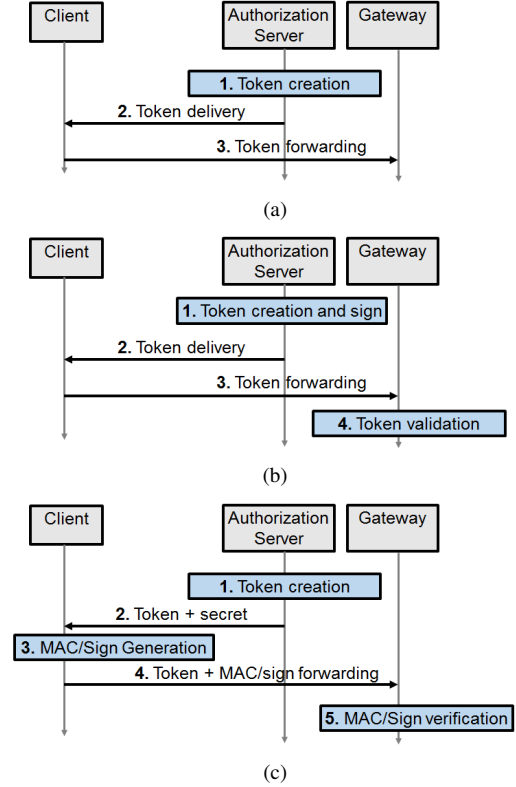 Client
Authorization
Server
Gateway
1. Token creation
2. Token delivery
3. Token forwarding
(a)
Client
Authorization
Server
Gateway
1. Token creation and sign
2. Token delivery
3. Token forwarding
4. Token validation
(b)
Client
Authorization
Server
Gateway
1. Token creation
2. Token + secret
3. MAC/Sign Generation
4. Token + MAC/sign forwarding
5. MAC/Sign verification
(c)